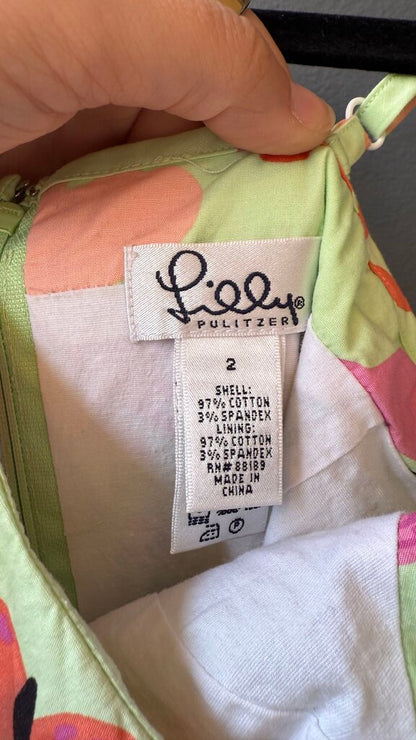 Lilly®
PULITZER
2
SHELL:
97% COTTON
3% SPANDEX
LINING:
97% COTTON
3% SPANDEX
RN# 88189
MADE IN
CHINA
P